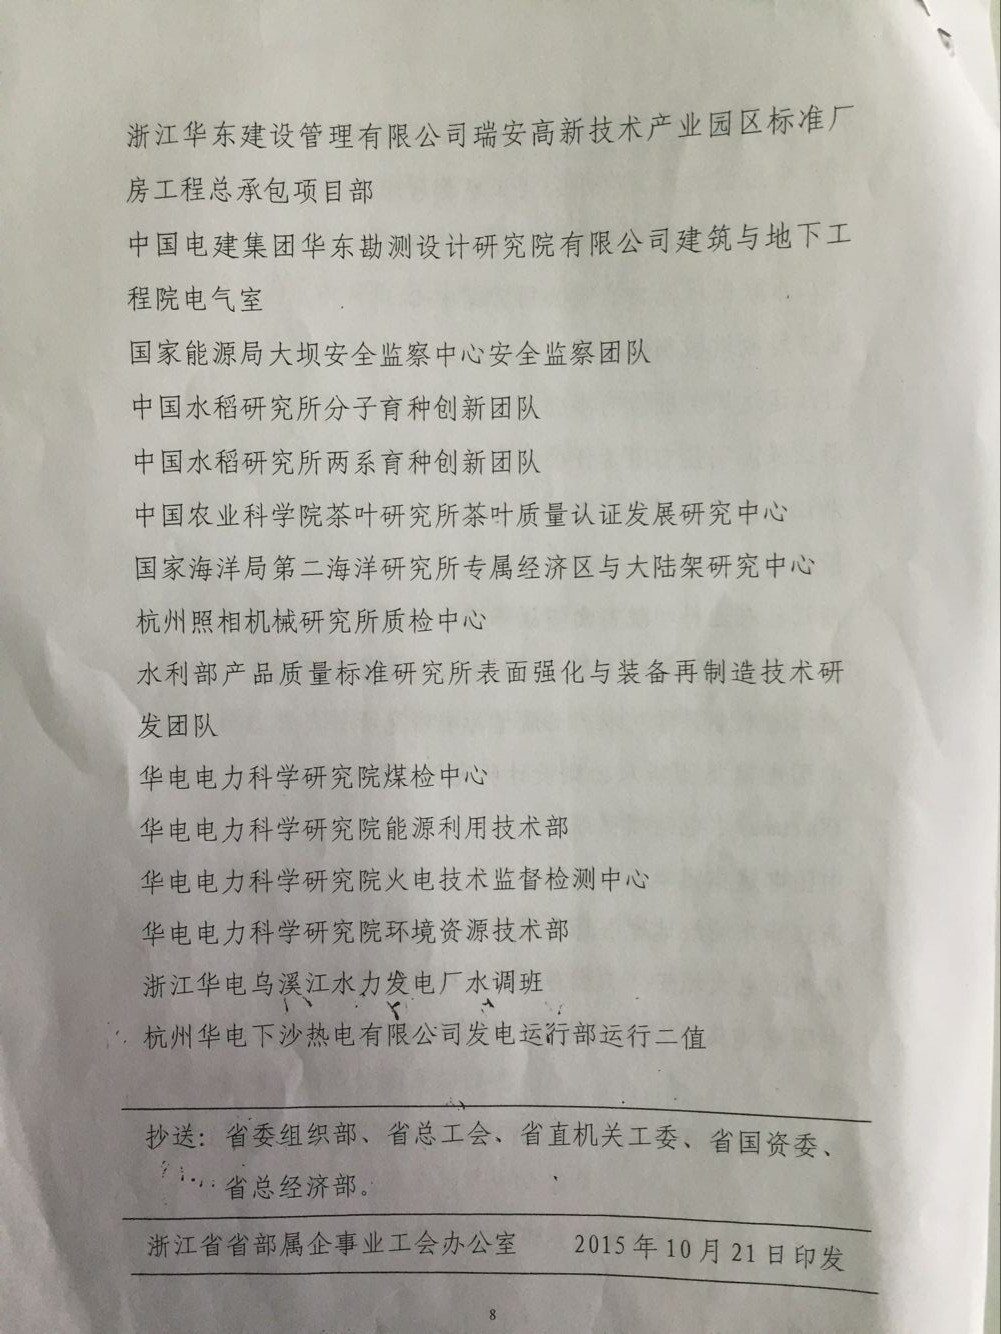 浙江华东建设管理有限公司瑞安高新技术产业园区标准厂
房工程总承包项目部
中国电建集团华东勘测设计研究院有限公司建筑与地下工
程院电气室
国家能源局大坝安全监察中心安全监察团队
中国水稻研究所分子育种创新团队
中国水稻研究所两系育种创新团队
中国农业科学院茶叶研究所茶叶质量认证发展研究中心
国家海洋局第二海洋研究所专属经济区与大陆架研究中心
杭州照相机械研究所质检中心
水利部产品质量标准研究所表面强化与装备再制造技术研
发团队
华电电力科学研究院煤检中心
华电电力科学研究院能源利用技术部
华电电力科学研究院火电技术监督检测中心
华电电力科学研究院环境资源技术部
浙江华电乌溪江水力发电厂水调班
杭州华电下沙热电有限公司发电运行部运行二值
抄送：省委组织部、省总工会、省直机关工委、省国资委、
省总经济部。
浙江省省部属企事业工会办公室 2015年10月21日印发
8